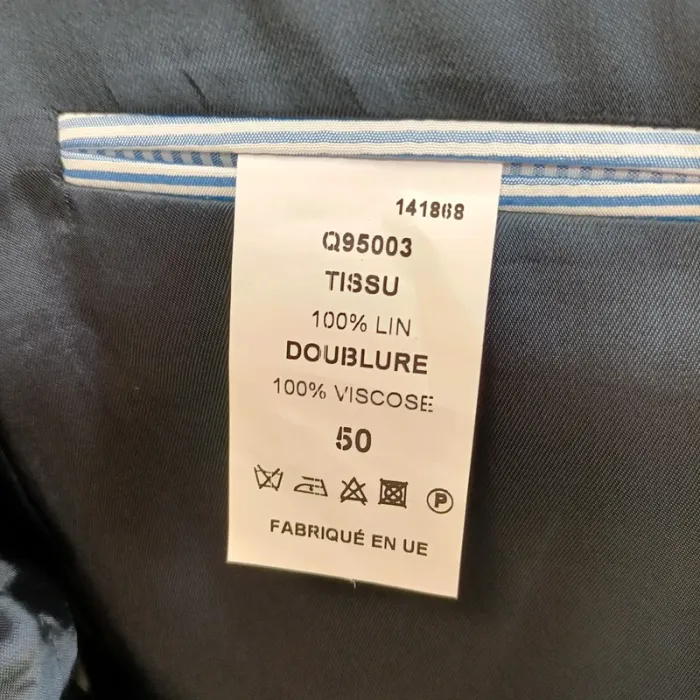 141868
Q95003
TISSU
100% LIN
DOUBLURE
100% VISCOSE
50
P
FABRIQUÉ EN UE